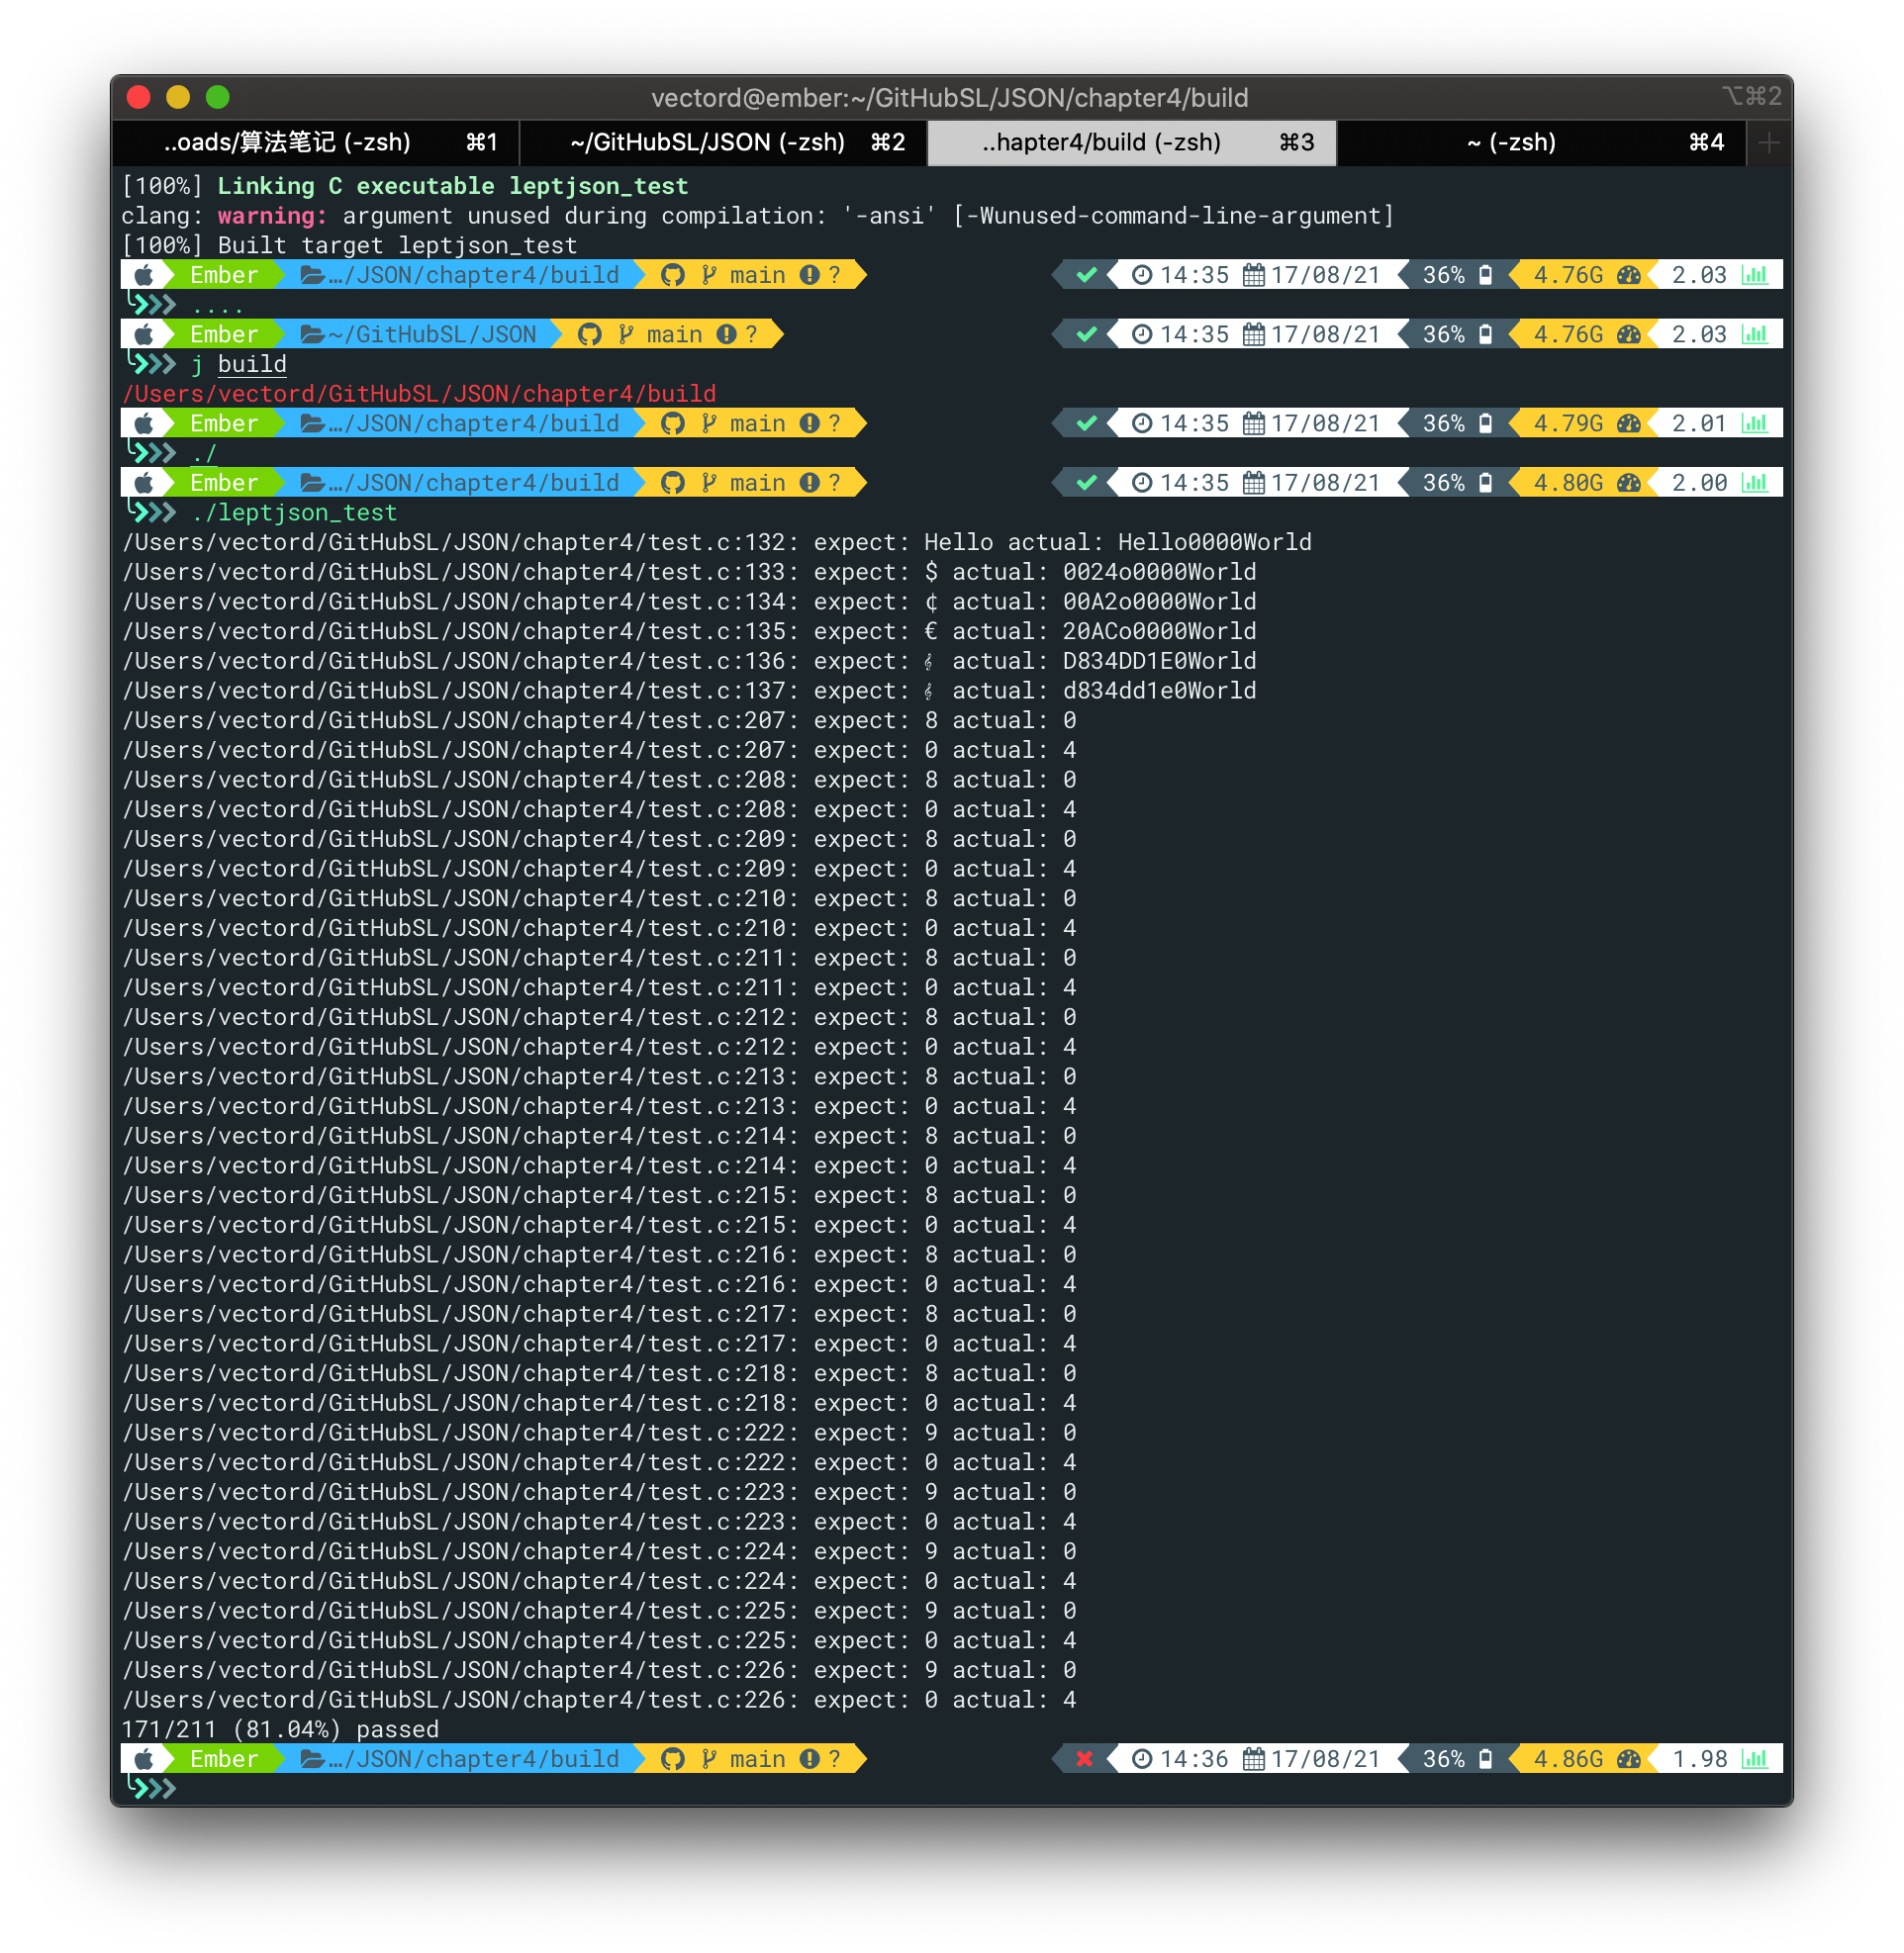 vectord@ember:~/GitHubSL/JSON/chapter4/build ⌥⌘2
..oads/算法笔记 (-zsh) ⌘1 ~/GitHubSL/JSON (-zsh) ⌘2 ..hapter4/build (-zsh) ⌘3 ~ (-zsh) ⌘4
[100%] Linking C executable leptjson_test
clang: warning: argument unused during compilation: '-ansi' [-Wunused-command-line-argument]
[100%] Built target leptjson_test
Ember …/JSON/chapter4/build main ? 14:35 17/08/21 36% 4.76G 2.03
....
Ember ~/GitHubSL/JSON main ? 14:35 17/08/21 36% 4.76G 2.03
j build
/Users/vectord/GitHubSL/JSON/chapter4/build
Ember …/JSON/chapter4/build main ? 14:35 17/08/21 36% 4.79G 2.01
./
Ember …/JSON/chapter4/build main ? 14:35 17/08/21 36% 4.80G 2.00
./leptjson_test
/Users/vectord/GitHubSL/JSON/chapter4/test.c:132: expect: Hello actual: Hello0000World
/Users/vectord/GitHubSL/JSON/chapter4/test.c:133: expect: $ actual: 0024o0000World
/Users/vectord/GitHubSL/JSON/chapter4/test.c:134: expect: ¢ actual: 00A2o0000World
/Users/vectord/GitHubSL/JSON/chapter4/test.c:135: expect: € actual: 20ACo0000World
/Users/vectord/GitHubSL/JSON/chapter4/test.c:136: expect: 𝄞 actual: D834DD1E0World
/Users/vectord/GitHubSL/JSON/chapter4/test.c:137: expect: 𝄞 actual: d834dd1e0World
/Users/vectord/GitHubSL/JSON/chapter4/test.c:207: expect: 8 actual: 0
/Users/vectord/GitHubSL/JSON/chapter4/test.c:207: expect: 0 actual: 4
/Users/vectord/GitHubSL/JSON/chapter4/test.c:208: expect: 8 actual: 0
/Users/vectord/GitHubSL/JSON/chapter4/test.c:208: expect: 0 actual: 4
/Users/vectord/GitHubSL/JSON/chapter4/test.c:209: expect: 8 actual: 0
/Users/vectord/GitHubSL/JSON/chapter4/test.c:209: expect: 0 actual: 4
/Users/vectord/GitHubSL/JSON/chapter4/test.c:210: expect: 8 actual: 0
/Users/vectord/GitHubSL/JSON/chapter4/test.c:210: expect: 0 actual: 4
/Users/vectord/GitHubSL/JSON/chapter4/test.c:211: expect: 8 actual: 0
/Users/vectord/GitHubSL/JSON/chapter4/test.c:211: expect: 0 actual: 4
/Users/vectord/GitHubSL/JSON/chapter4/test.c:212: expect: 8 actual: 0
/Users/vectord/GitHubSL/JSON/chapter4/test.c:212: expect: 0 actual: 4
/Users/vectord/GitHubSL/JSON/chapter4/test.c:213: expect: 8 actual: 0
/Users/vectord/GitHubSL/JSON/chapter4/test.c:213: expect: 0 actual: 4
/Users/vectord/GitHubSL/JSON/chapter4/test.c:214: expect: 8 actual: 0
/Users/vectord/GitHubSL/JSON/chapter4/test.c:214: expect: 0 actual: 4
/Users/vectord/GitHubSL/JSON/chapter4/test.c:215: expect: 8 actual: 0
/Users/vectord/GitHubSL/JSON/chapter4/test.c:215: expect: 0 actual: 4
/Users/vectord/GitHubSL/JSON/chapter4/test.c:216: expect: 8 actual: 0
/Users/vectord/GitHubSL/JSON/chapter4/test.c:216: expect: 0 actual: 4
/Users/vectord/GitHubSL/JSON/chapter4/test.c:217: expect: 8 actual: 0
/Users/vectord/GitHubSL/JSON/chapter4/test.c:217: expect: 0 actual: 4
/Users/vectord/GitHubSL/JSON/chapter4/test.c:218: expect: 8 actual: 0
/Users/vectord/GitHubSL/JSON/chapter4/test.c:218: expect: 0 actual: 4
/Users/vectord/GitHubSL/JSON/chapter4/test.c:222: expect: 9 actual: 0
/Users/vectord/GitHubSL/JSON/chapter4/test.c:222: expect: 0 actual: 4
/Users/vectord/GitHubSL/JSON/chapter4/test.c:223: expect: 9 actual: 0
/Users/vectord/GitHubSL/JSON/chapter4/test.c:223: expect: 0 actual: 4
/Users/vectord/GitHubSL/JSON/chapter4/test.c:224: expect: 9 actual: 0
/Users/vectord/GitHubSL/JSON/chapter4/test.c:224: expect: 0 actual: 4
/Users/vectord/GitHubSL/JSON/chapter4/test.c:225: expect: 9 actual: 0
/Users/vectord/GitHubSL/JSON/chapter4/test.c:225: expect: 0 actual: 4
/Users/vectord/GitHubSL/JSON/chapter4/test.c:226: expect: 9 actual: 0
/Users/vectord/GitHubSL/JSON/chapter4/test.c:226: expect: 0 actual: 4
171/211 (81.04%) passed
Ember …/JSON/chapter4/build main ? 14:36 17/08/21 36% 4.86G 1.98